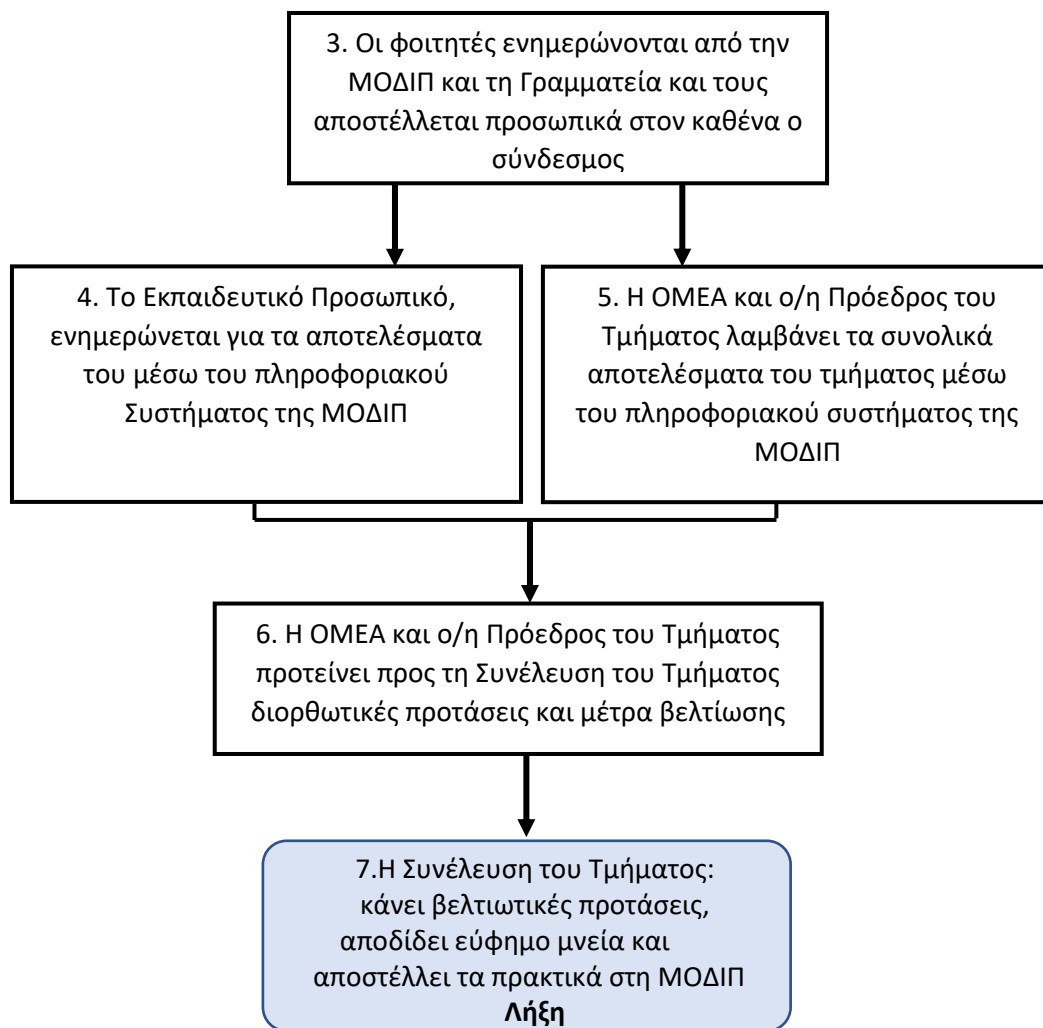 3. Οι φοιτητές ενημερώνονται από την
ΜΟΔΙΠ και τη Γραμματεία και τους
αποστέλλεται προσωπικά στον καθένα ο
σύνδεσμος
4. Το Εκπαιδευτικό Προσωπικό,
ενημερώνεται για τα αποτελέσματα
του μέσω του πληροφοριακού
Συστήματος της ΜΟΔΙΠ
5. Η ΟΜΕΑ και ο/η Πρόεδρος του
Τμήματος λαμβάνει τα συνολικά
αποτελέσματα του τμήματος μέσω
του πληροφοριακού συστήματος της
ΜΟΔΙΠ
6. Η ΟΜΕΑ και ο/η Πρόεδρος του Τμήματος
προτείνει προς τη Συνέλευση του Τμήματος
διορθωτικές προτάσεις και μέτρα βελτίωσης
7.Η Συνέλευση του Τμήματος:
κάνει βελτιωτικές προτάσεις,
αποδίδει εύφημο μνεία και
αποστέλλει τα πρακτικά στη ΜΟΔΙΠ
Λήξη